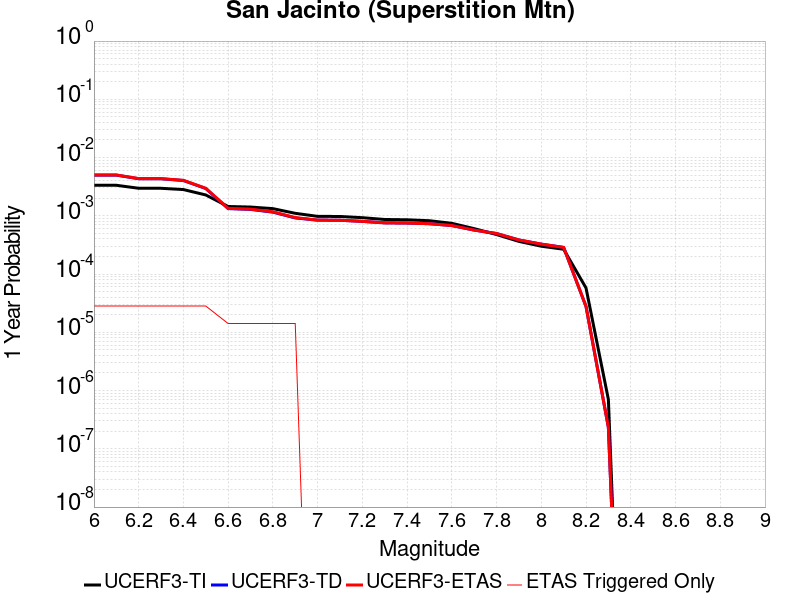 San Jacinto (Superstition Mtn)
10^0
10^-1
10^-2
10^-3
10^-4
10^-5
10^-6
10^-7
10^-8
1 Year Probability
6 6.2 6.4 6.6 6.8 7 7.2 7.4 7.6 7.8 8 8.2 8.4 8.6 8.8 9
Magnitude
UCERF3-TI UCERF3-TD UCERF3-ETAS ETAS Triggered Only